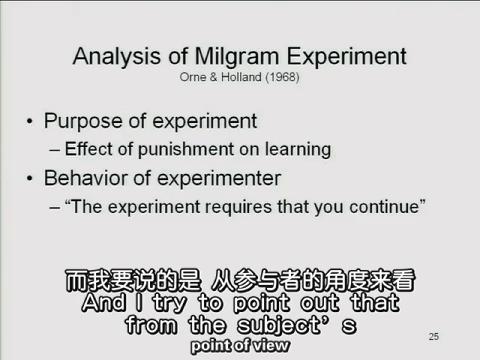 Analysis of Milgram Experiment
Orne & Holland (1968)
• Purpose of experiment
– Effect of punishment on learning
• Behavior of experimenter
– “The experiment requires that you continue”
而我要说的是 从参与者的角度来看
And I try to point out that
from the subject's
point of view
25